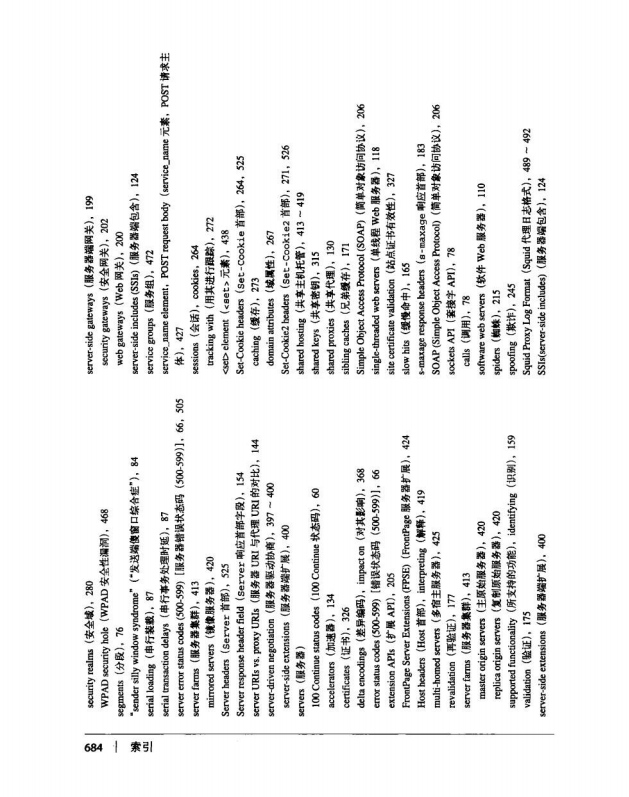 684 | 索引
security realms（安全域），280
WPAD security hole（WPAD 安全性漏洞），468
segments（分段），76
"sender silly window syndrome"（"发送端傻窗口综合症"），84
serial loading（串行装载），87
serial transaction delays（串行事务处理时延），87
server error status codes (500-599) [服务器错误状态码 (500-599)]，66，505
server farms（服务器集群），413
mirrored servers（镜像服务器），420
Server headers（Server 首部），525
Server response header field（Server 响应首部字段），154
server URIs vs. proxy URIs（服务器 URI 与代理 URI 的对比），144
server-driven negotiation（服务器驱动协商），397 ~ 400
server-side extensions（服务器端扩展），400
servers（服务器）
100 Continue status codes（100 Continue 状态码），60
accelerators（加速器），134
certificates（证书），326
delta encodings（差异编码），impact on（对其影响），368
error status codes (500-599) [错误状态码 (500-599)]，66
extension APIs（扩展 API），205
FrontPage Server Extensions (FPSE)（FrontPage 服务器扩展），424
Host headers（Host 首部），interpreting（解释），419
multi-homed servers（多宿主服务器），425
revalidation（再验证），177
server farms（服务器集群），413
master origin servers（主原始服务器），420
replica origin servers（复制原始服务器），420
supported functionality（所支持的功能），identifying（识别），159
validation（验证），175
server-side extensions（服务器端扩展），400
server-side gateways（服务器端网关），199
security gateways（安全网关），202
web gateways（Web 网关），200
server-side includes (SSIs)（服务器端包含），124
service groups（服务组），472
service_name element，POST request body（service_name 元素，POST 请求主
体），427
sessions（会话），cookies，264
tracking with（用其进行跟踪），272
<set> element（<set> 元素），438
Set-Cookie headers（Set-Cookie 首部），264，525
caching（缓存），273
domain attributes（域属性），267
Set-Cookie2 headers（Set-Cookie2 首部），271，526
shared hosting（共享主机托管），413 ~ 419
shared keys（共享密钥），315
shared proxies（共享代理），130
sibling caches（兄弟缓存），171
Simple Object Access Protocol (SOAP)（简单对象访问协议），206
single-threaded web servers（单线程 Web 服务器），118
site certificate validation（站点证书有效性），327
slow hits（缓慢命中），165
s-maxage response headers（s-maxage 响应首部），183
SOAP (Simple Object Access Protocol)（简单对象访问协议），206
sockets API（套接字 API），78
calls（调用），78
software web servers（软件 Web 服务器），110
spiders（蜘蛛），215
spoofing（欺诈），245
Squid Proxy Log Format（Squid 代理日志格式），489 ~ 492
SSIs(server-side includes)（服务器端包含），124